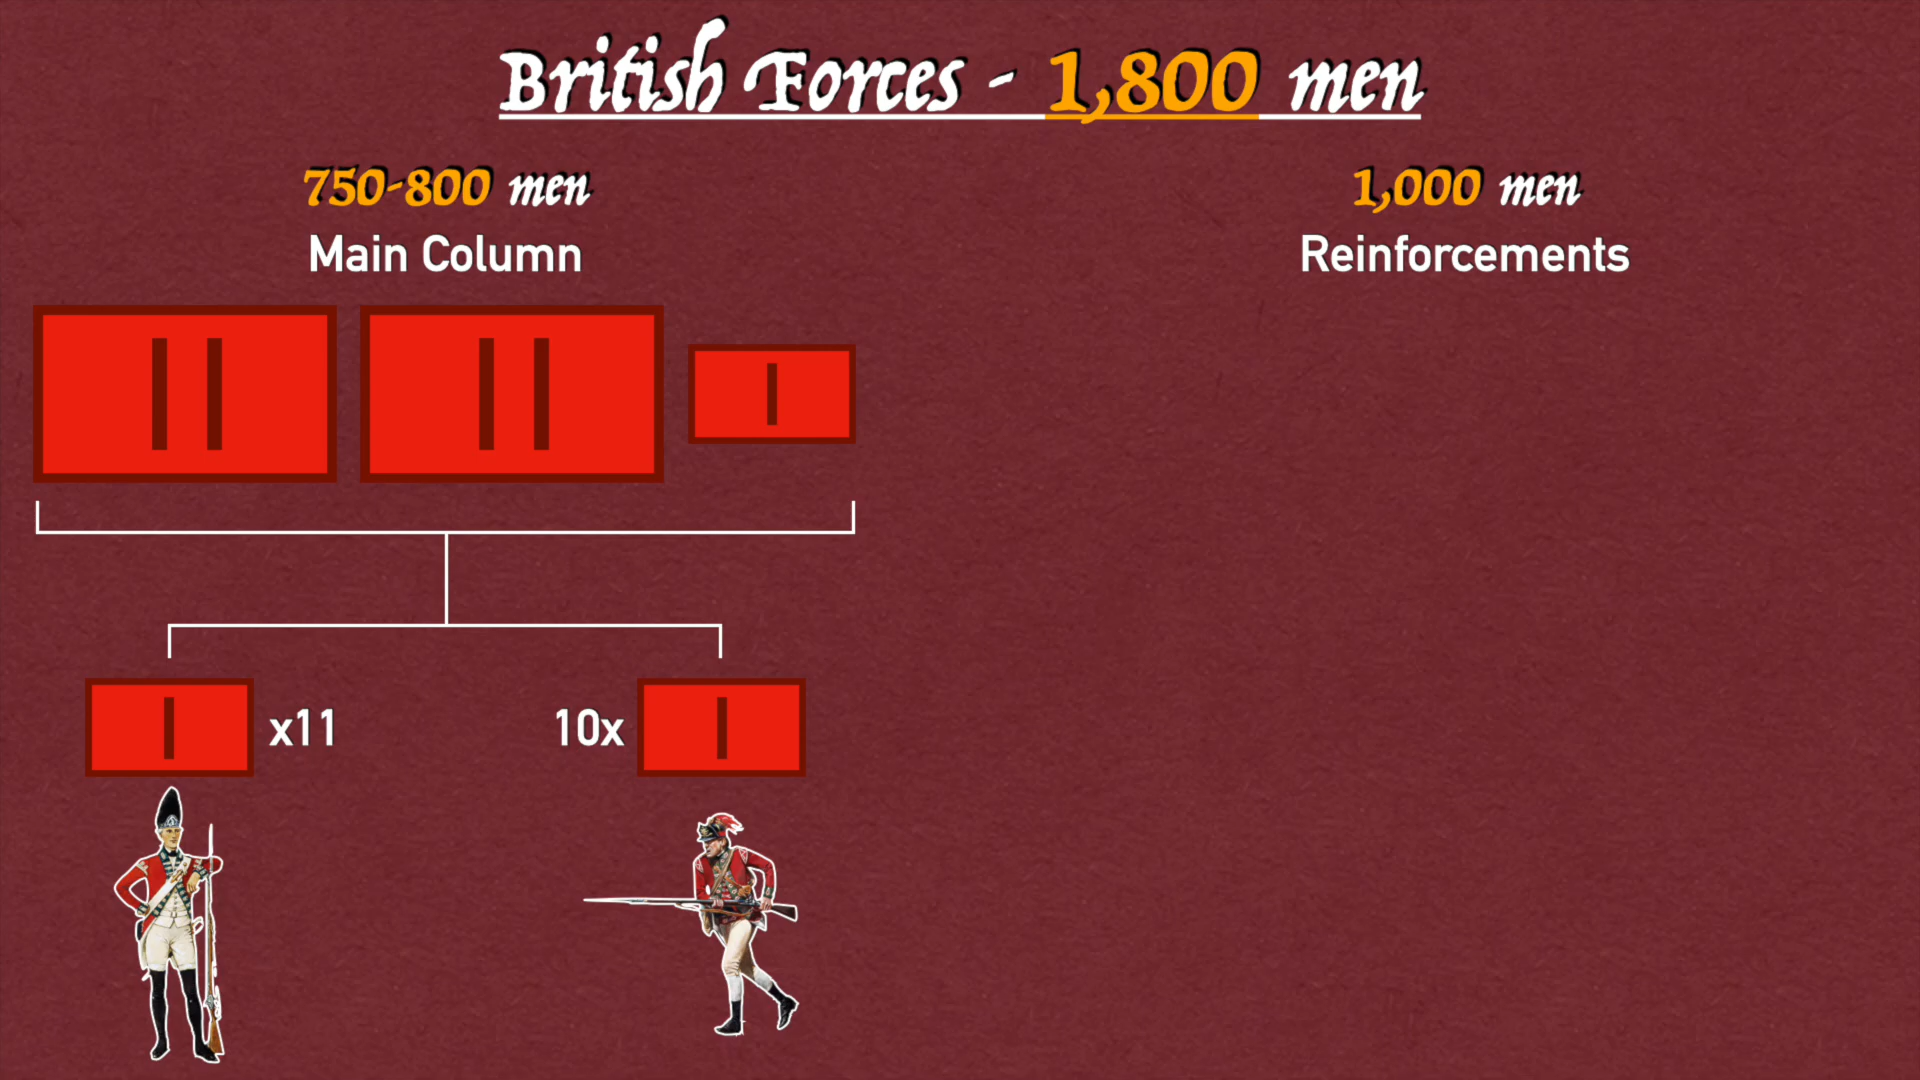 British Forces - 1,800 men
750-800 men
Main Column
1,000 men
Reinforcements
x11
10x